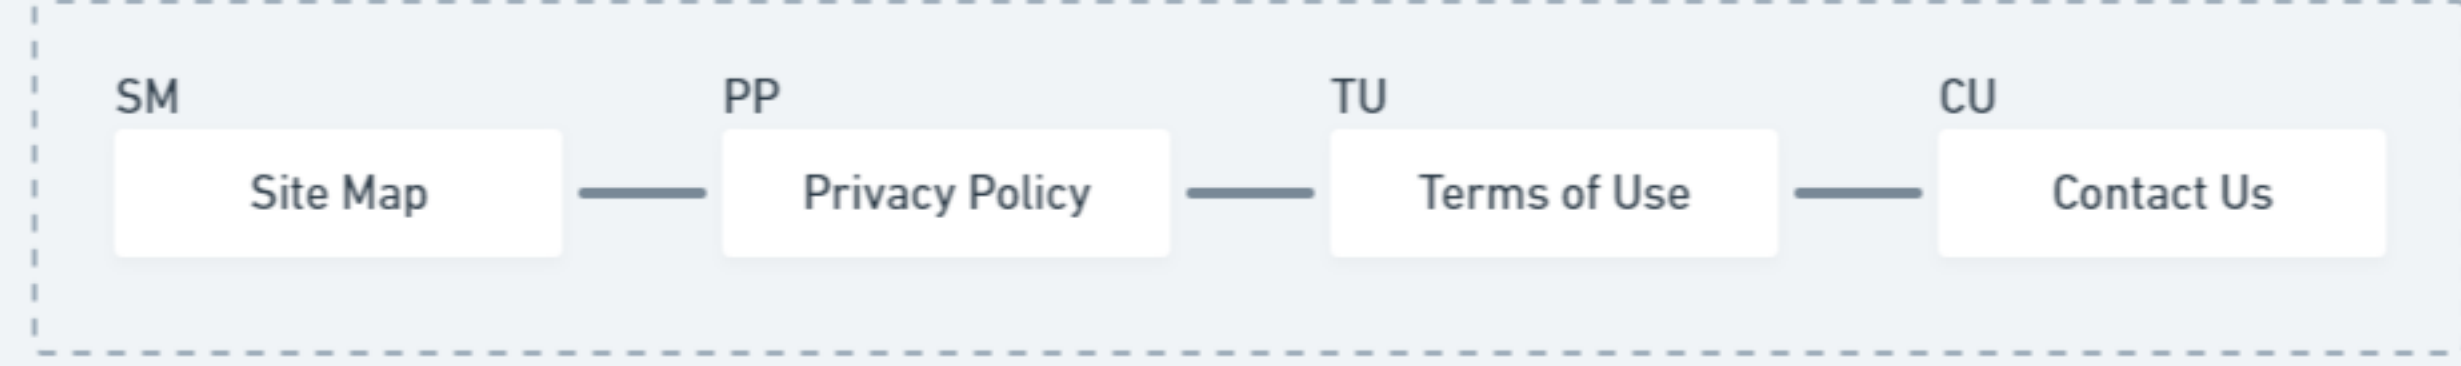 SM
PP
TU
CU
Site Map
Privacy Policy
Terms of Use
Contact Us